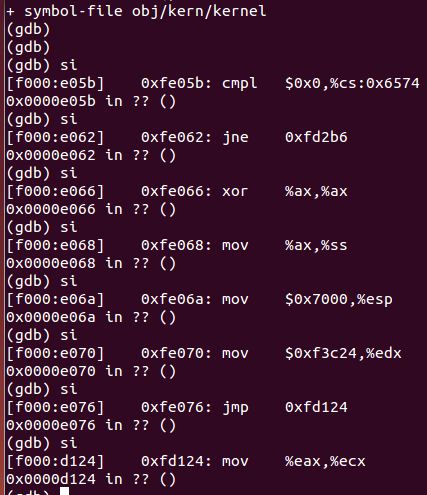 + symbol-file obj/kern/kernel
(gdb)
(gdb)
(gdb) si
[f000:e05b]    0xfe05b: cmpl   $0x0,%cs:0x6574
0x0000e05b in ?? ()
(gdb) si
[f000:e062]    0xfe062: jne    0xfd2b6
0x0000e062 in ?? ()
(gdb) si
[f000:e066]    0xfe066: xor    %ax,%ax
0x0000e066 in ?? ()
(gdb) si
[f000:e068]    0xfe068: mov    %ax,%ss
0x0000e068 in ?? ()
(gdb) si
[f000:e06a]    0xfe06a: mov    $0x7000,%esp
0x0000e06a in ?? ()
(gdb) si
[f000:e070]    0xfe070: mov    $0xf3c24,%edx
0x0000e070 in ?? ()
(gdb) si
[f000:e076]    0xfe076: jmp    0xfd124
0x0000e076 in ?? ()
(gdb) si
[f000:d124]    0xfd124: mov    %eax,%ecx
0x0000d124 in ?? ()
(gdb)